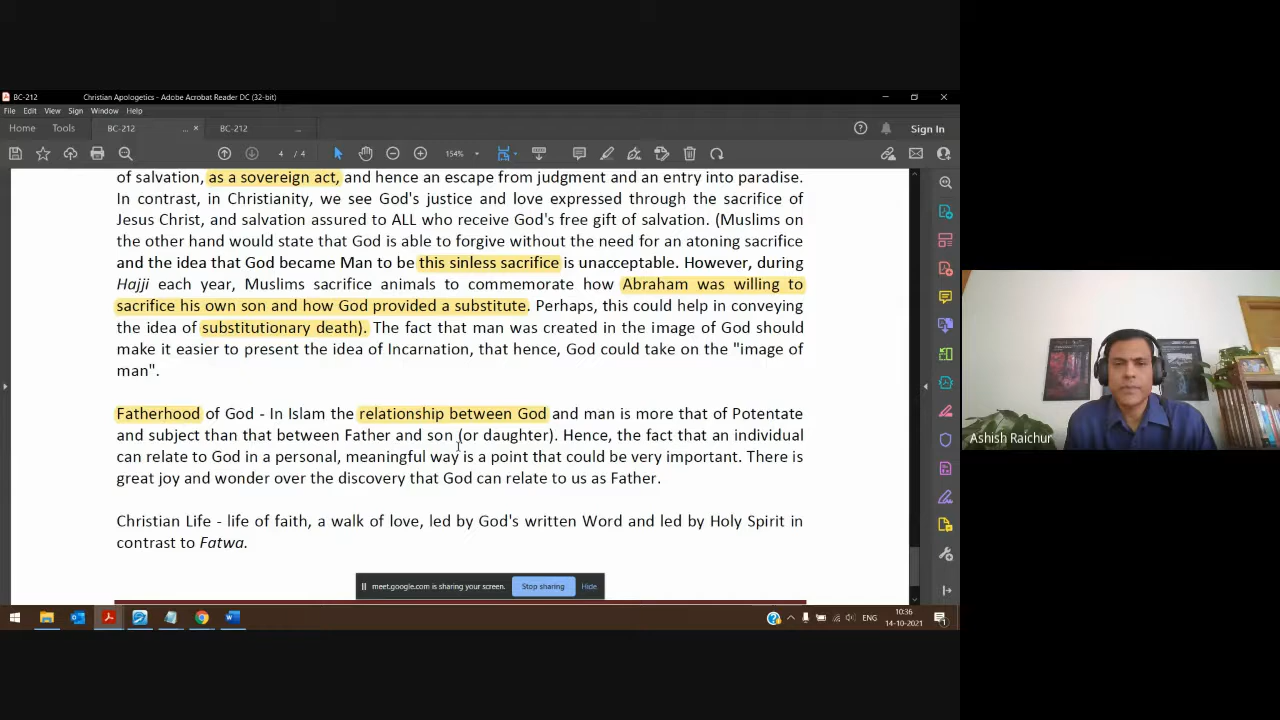 BC-212 Christian Apologetics - Adobe Acrobat Reader DC (32-bit)
File Edit View Sign Window Help
Home Tools BC-212 ... × BC-212 ... Sign In
4 / 4 154%
of salvation, as a sovereign act, and hence an escape from judgment and an entry into paradise.
In contrast, in Christianity, we see God's justice and love expressed through the sacrifice of
Jesus Christ, and salvation assured to ALL who receive God's free gift of salvation. (Muslims on
the other hand would state that God is able to forgive without the need for an atoning sacrifice
and the idea that God became Man to be this sinless sacrifice is unacceptable. However, during
Hajji each year, Muslims sacrifice animals to commemorate how Abraham was willing to
sacrifice his own son and how God provided a substitute. Perhaps, this could help in conveying
the idea of substitutionary death). The fact that man was created in the image of God should
make it easier to present the idea of Incarnation, that hence, God could take on the "image of
man".
Fatherhood of God - In Islam the relationship between God and man is more that of Potentate
and subject than that between Father and son (or daughter). Hence, the fact that an individual
can relate to God in a personal, meaningful way is a point that could be very important. There is
great joy and wonder over the discovery that God can relate to us as Father.
Christian Life - life of faith, a walk of love, led by God's written Word and led by Holy Spirit in
contrast to Fatwa.
meet.google.com is sharing your screen. Stop sharing Hide
ENG 10:36
14-10-2021
Ashish Raichur